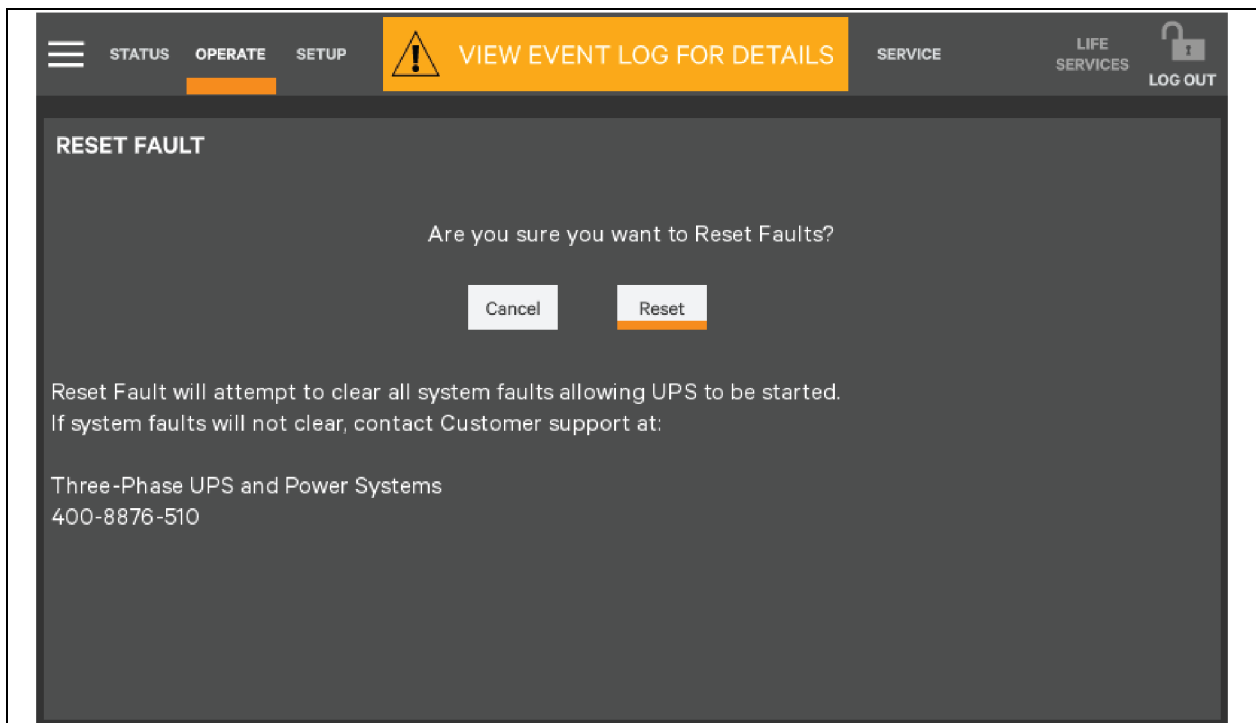 STATUS OPERATE SETUP VIEW EVENT LOG FOR DETAILS SERVICE LIFE
SERVICES
LOG OUT
RESET FAULT
Are you sure you want to Reset Faults?
Cancel Reset
Reset Fault will attempt to clear all system faults allowing UPS to be started.
If system faults will not clear, contact Customer support at:
Three-Phase UPS and Power Systems
400-8876-510